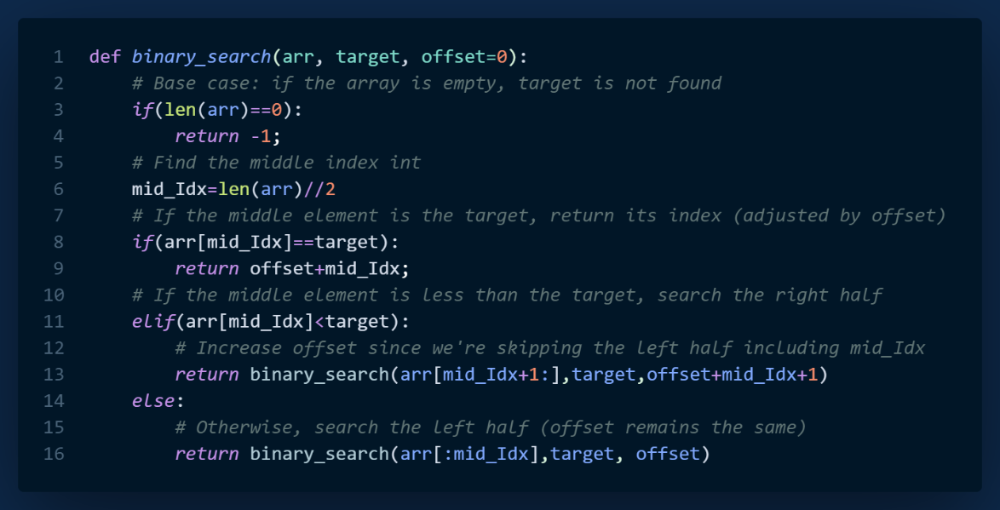 1 def binary_search(arr, target, offset=0):
2     # Base case: if the array is empty, target is not found
3     if(len(arr)==0):
4         return -1;
5     # Find the middle index int
6     mid_Idx=len(arr)//2
7     # If the middle element is the target, return its index (adjusted by offset)
8     if(arr[mid_Idx]==target):
9         return offset+mid_Idx;
10     # If the middle element is less than the target, search the right half
11     elif(arr[mid_Idx]<target):
12         # Increase offset since we're skipping the left half including mid_Idx
13         return binary_search(arr[mid_Idx+1:],target,offset+mid_Idx+1)
14     else:
15         # Otherwise, search the left half (offset remains the same)
16         return binary_search(arr[:mid_Idx],target, offset)